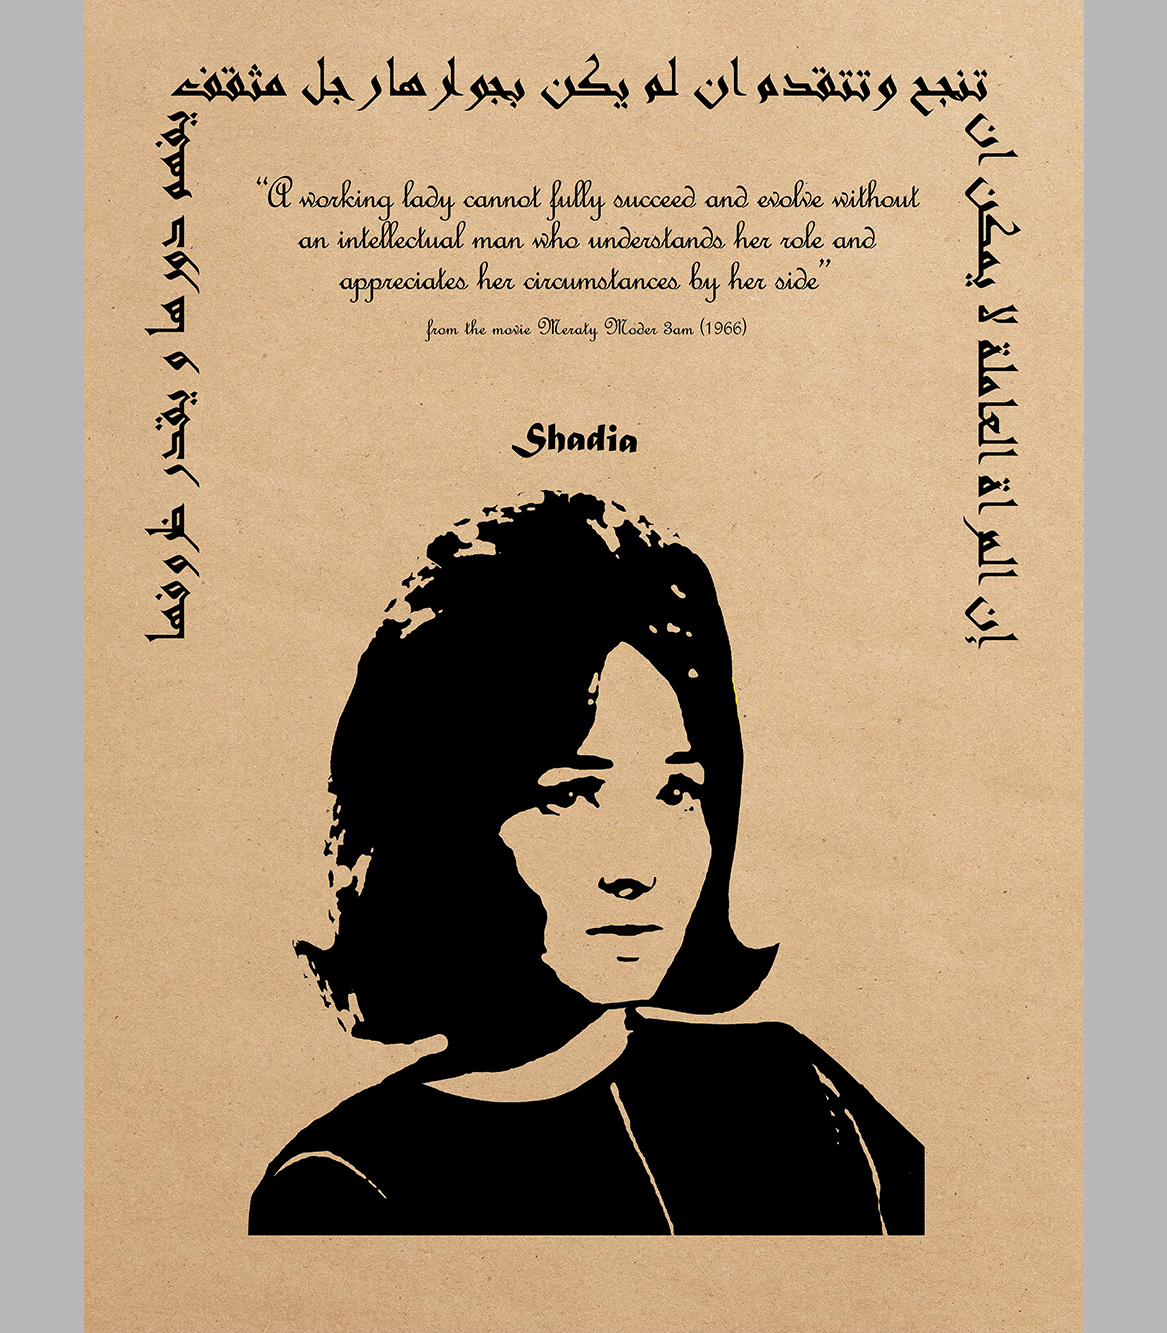 إن المراة العاملة لا يمكن ان
تنجح وتتقدم ان لم يكن بجوارها رجل مثقف
يفهم دورها و يقدر ظروفها
“A working lady cannot fully succeed and evolve without
an intellectual man who understands her role and
appreciates her circumstances by her side”
from the movie Meraty Moder 3am (1966)
Shadia